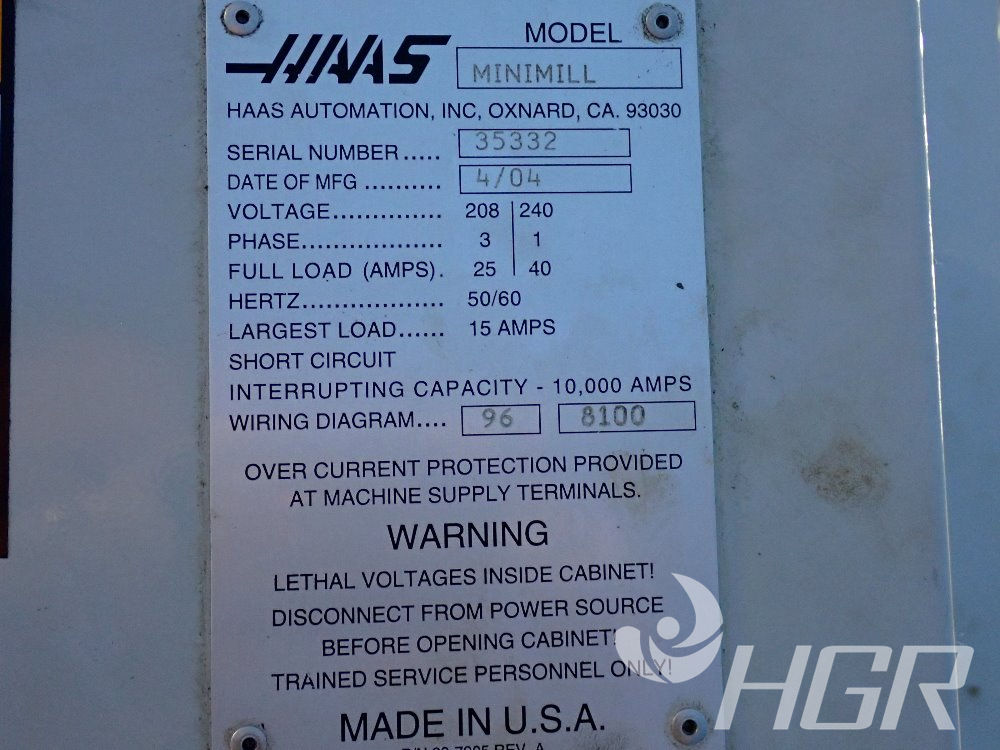 HAAS
MODEL
MINIMILL
HAAS AUTOMATION, INC, OXNARD, CA. 93030
SERIAL NUMBER..... 35332
DATE OF MFG .......... 4/04
VOLTAGE.............. 208 | 240
PHASE.................. 3 | 1
FULL LOAD (AMPS). 25 | 40
HERTZ.................. 50/60
LARGEST LOAD...... 15 AMPS
SHORT CIRCUIT
INTERRUPTING CAPACITY - 10,000 AMPS
WIRING DIAGRAM.... 96 8100
OVER CURRENT PROTECTION PROVIDED
AT MACHINE SUPPLY TERMINALS.
WARNING
LETHAL VOLTAGES INSIDE CABINET!
DISCONNECT FROM POWER SOURCE
BEFORE OPENING CABINET!
TRAINED SERVICE PERSONNEL ONLY!
MADE IN U.S.A.
REV. A
HGR